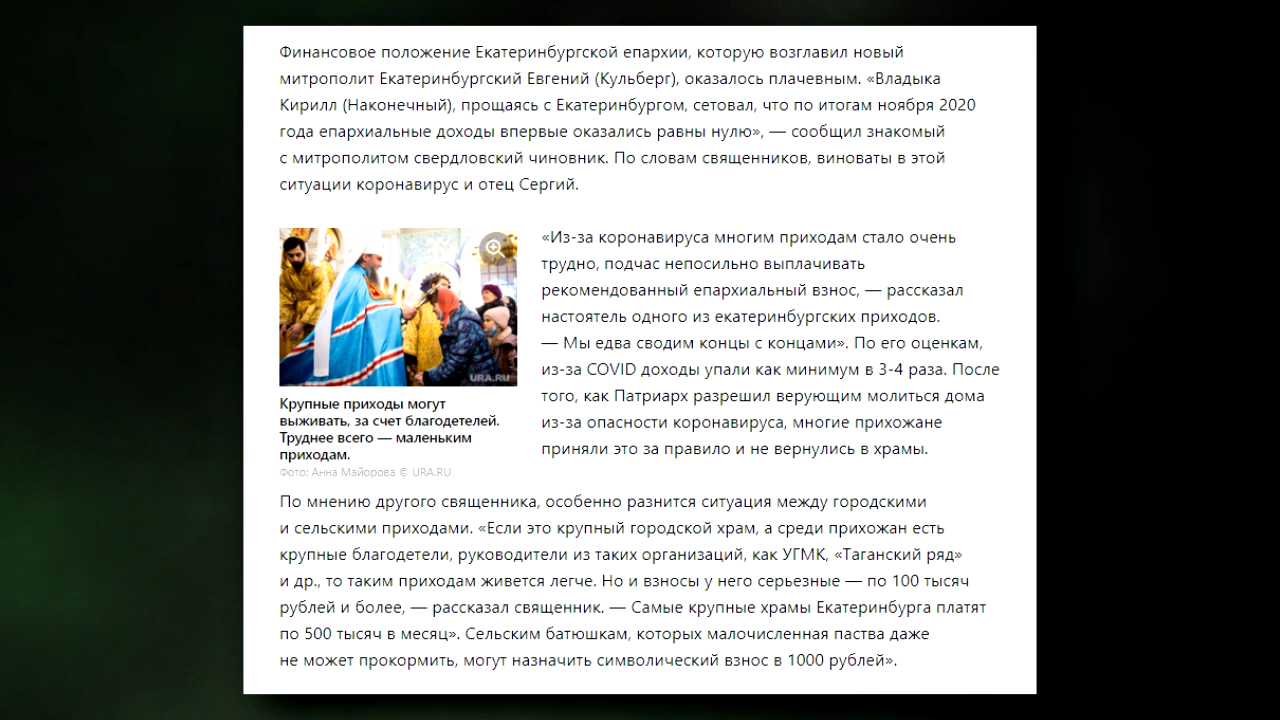 Финансовое положение Екатеринбургской епархии, которую возглавил новый
митрополит Екатеринбургский Евгений (Кульберг), оказалось плачевным. «Владыка
Кирилл (Наконечный), прощаясь с Екатеринбургом, сетовал, что по итогам ноября 2020
года епархиальные доходы впервые оказались равны нулю», — сообщил знакомый
с митрополитом свердловский чиновник. По словам священников, виноваты в этой
ситуации коронавирус и отец Сергий.
«Из-за коронавируса многим приходам стало очень
трудно, подчас непосильно выплачивать
рекомендованный епархиальный взнос, — рассказал
настоятель одного из екатеринбургских приходов.
— Мы едва сводим концы с концами». По его оценкам,
из-за COVID доходы упали как минимум в 3-4 раза. После
того, как Патриарх разрешил верующим молиться дома
из-за опасности коронавируса, многие прихожане
приняли это за правило и не вернулись в храмы.
URA.RU
Крупные приходы могут
выживать, за счет благодетелей.
Труднее всего — маленьким
приходам.
Фото: Анна Майорова © URA.RU
По мнению другого священника, особенно разнится ситуация между городскими
и сельскими приходами. «Если это крупный городской храм, а среди прихожан есть
крупные благодетели, руководители из таких организаций, как УГМК, «Таганский ряд»
и др., то таким приходам живется легче. Но и взносы у него серьезные — по 100 тысяч
рублей и более, — рассказал священник. — Самые крупные храмы Екатеринбурга платят
по 500 тысяч в месяц». Сельским батюшкам, которых малочисленная паства даже
не может прокормить, могут назначить символический взнос в 1000 рублей».